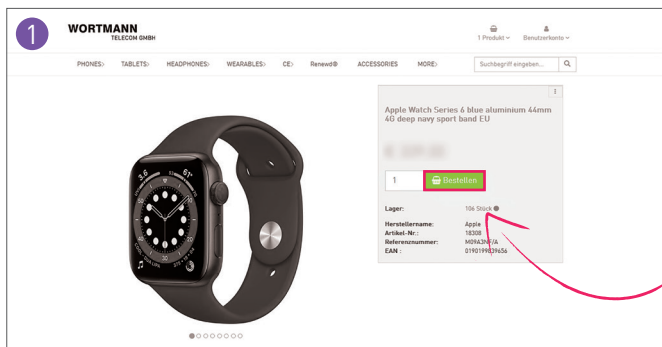 1
WORTMANN
TELECOM GMBH
1 Produkt
Benutzerkonto
PHONES> TABLETS> HEADPHONES> WEARABLES> CE> Renewd® ACCESSORIES MORE>
Suchbegriff eingeben...
Apple Watch Series 6 blue aluminium 44mm
4G deep navy sport band EU
1 Bestellen
Lager: 106 Stück
Herstellername: Apple
Artikel-Nr.: 18308
Referenznummer:
EAN :